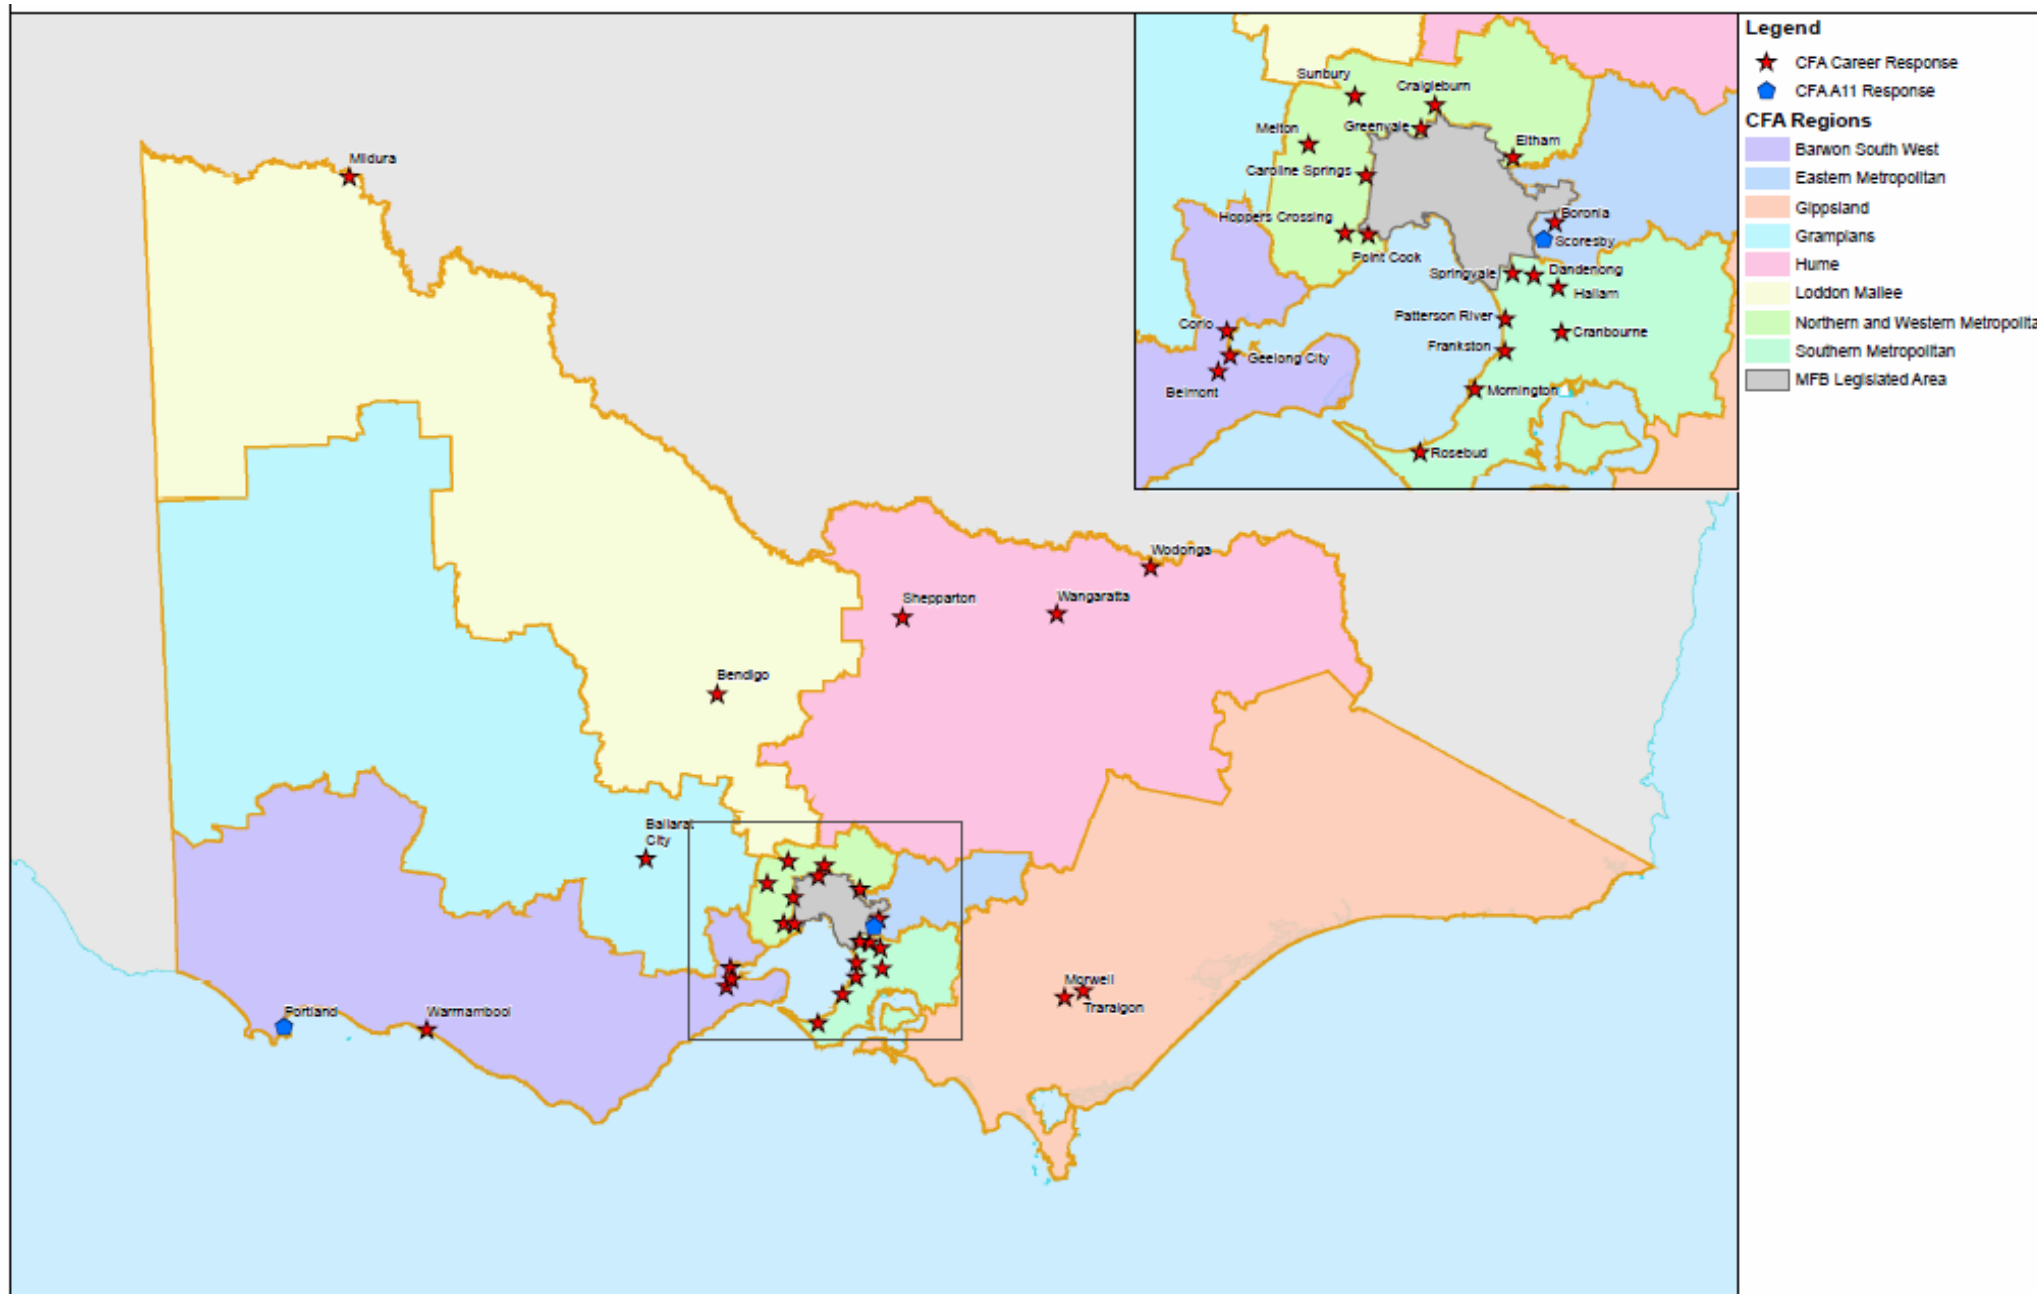 Legend
CFA Career Response
CFA A11 Response
CFA Regions
Barwon South West
Eastern Metropolitan
Gippsland
Grampians
Hume
Loddon Mallee
Northern and Western Metropolita
Southern Metropolitan
MFB Legislated Area
Sunbury
Craigieburn
Melton
Greenvale
Eltham
Caroline Springs
Boronia
Hoppers Crossing
Scoresby
Point Cook
Springvale
Dandenong
Hallam
Corio
Patterson River
Cranbourne
Frankston
Geelong City
Belmont
Mornington
Rosebud
Mildura
Wodonga
Shepparton
Wangaratta
Bendigo
Ballarat
City
Morwell
Traralgon
Portland
Warrnambool